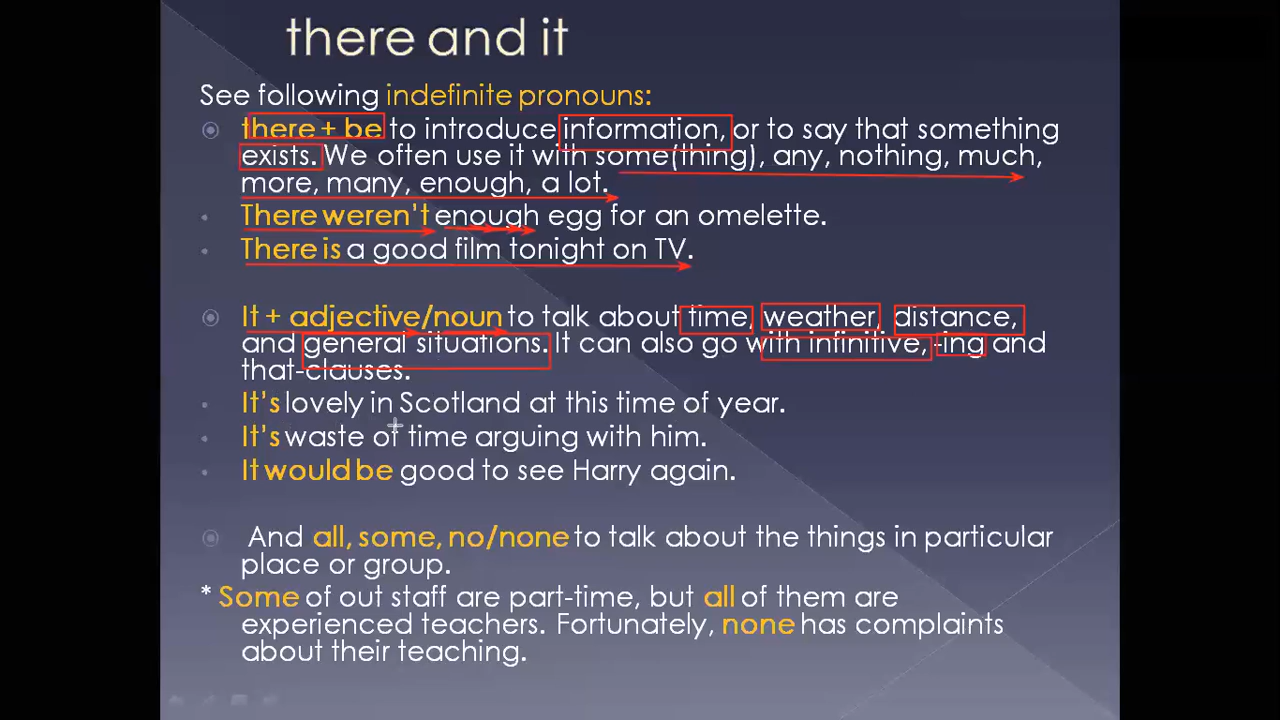 there and it
See following indefinite pronouns:
there + be to introduce information, or to say that something
exists. We often use it with some(thing), any, nothing, much,
more, many, enough, a lot.
There weren't enough egg for an omelette.
There is a good film tonight on TV.
It + adjective/noun to talk about time, weather, distance,
and general situations. It can also go with infinitive, -ing and
that-clauses.
It's lovely in Scotland at this time of year.
It's waste of time arguing with him.
It would be good to see Harry again.
And all, some, no/none to talk about the things in particular
place or group.
* Some of out staff are part-time, but all of them are
experienced teachers. Fortunately, none has complaints
about their teaching.